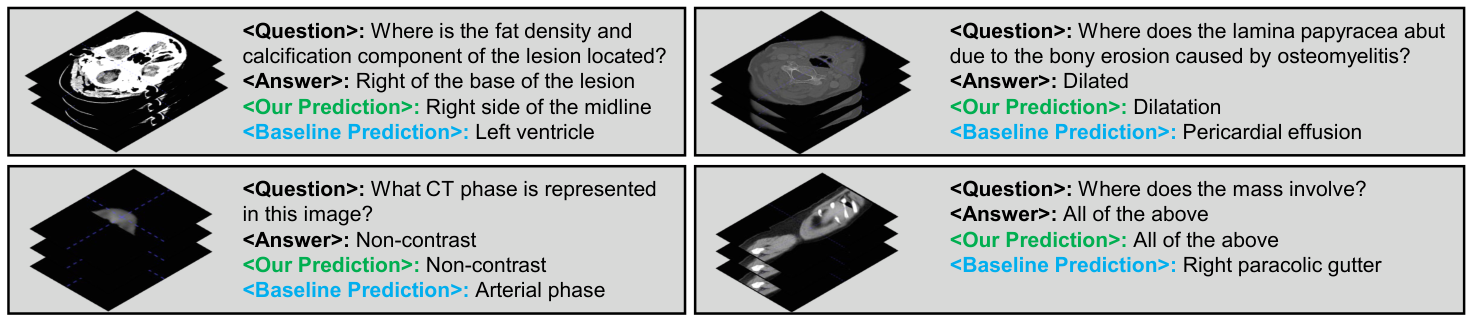 <Question>: Where is the fat density and
calcification component of the lesion located?
<Answer>: Right of the base of the lesion
<Our Prediction>: Right side of the midline
<Baseline Prediction>: Left ventricle
<Question>: Where does the lamina papyracea abut
due to the bony erosion caused by osteomyelitis?
<Answer>: Dilated
<Our Prediction>: Dilatation
<Baseline Prediction>: Pericardial effusion
<Question>: What CT phase is represented
in this image?
<Answer>: Non-contrast
<Our Prediction>: Non-contrast
<Baseline Prediction>: Arterial phase
<Question>: Where does the mass involve?
<Answer>: All of the above
<Our Prediction>: All of the above
<Baseline Prediction>: Right paracolic gutter